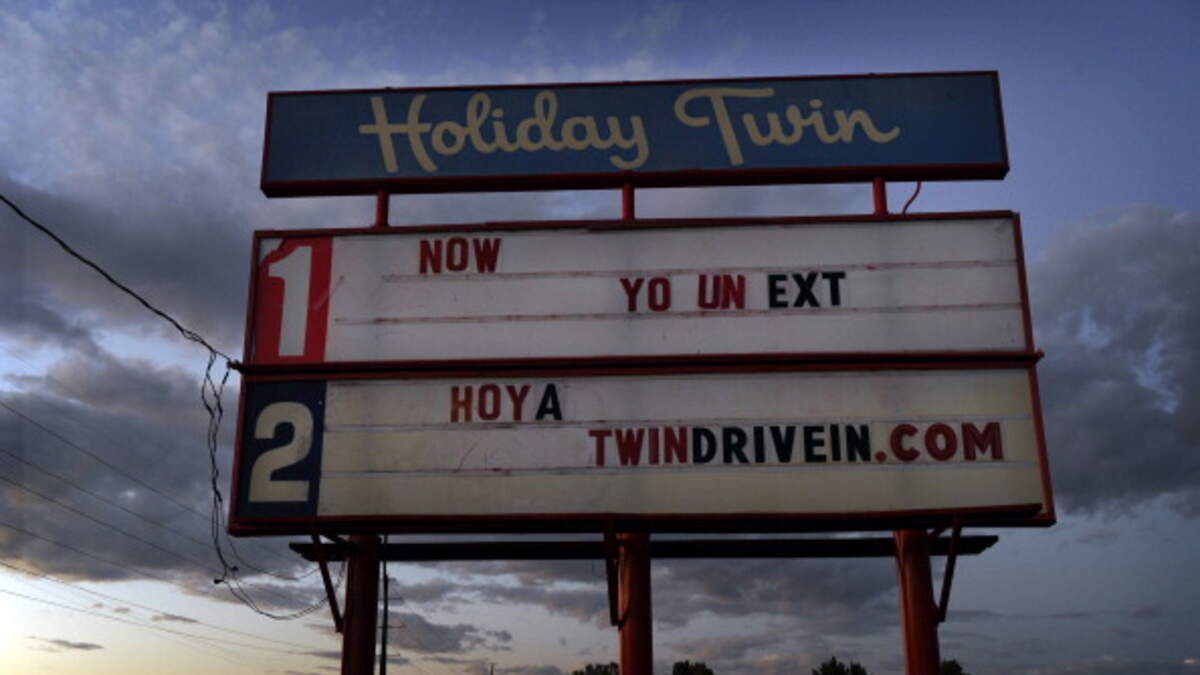 Holiday Twin
1
NOW
YO UN EXT
2
HOYA
TWINDRIVEIN.COM